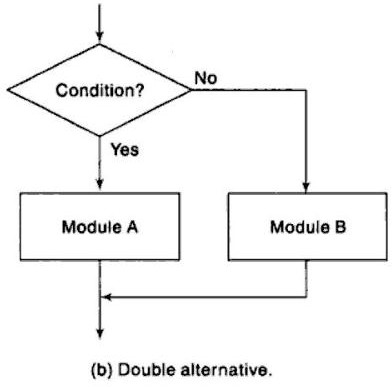 Condition?
No
Yes
Module A
Module B
(b) Double alternative.